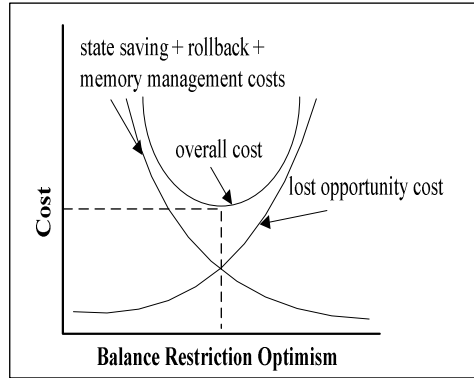 state saving + rollback +
memory management costs
overall cost
lost opportunity cost
Cost
Balance Restriction Optimism